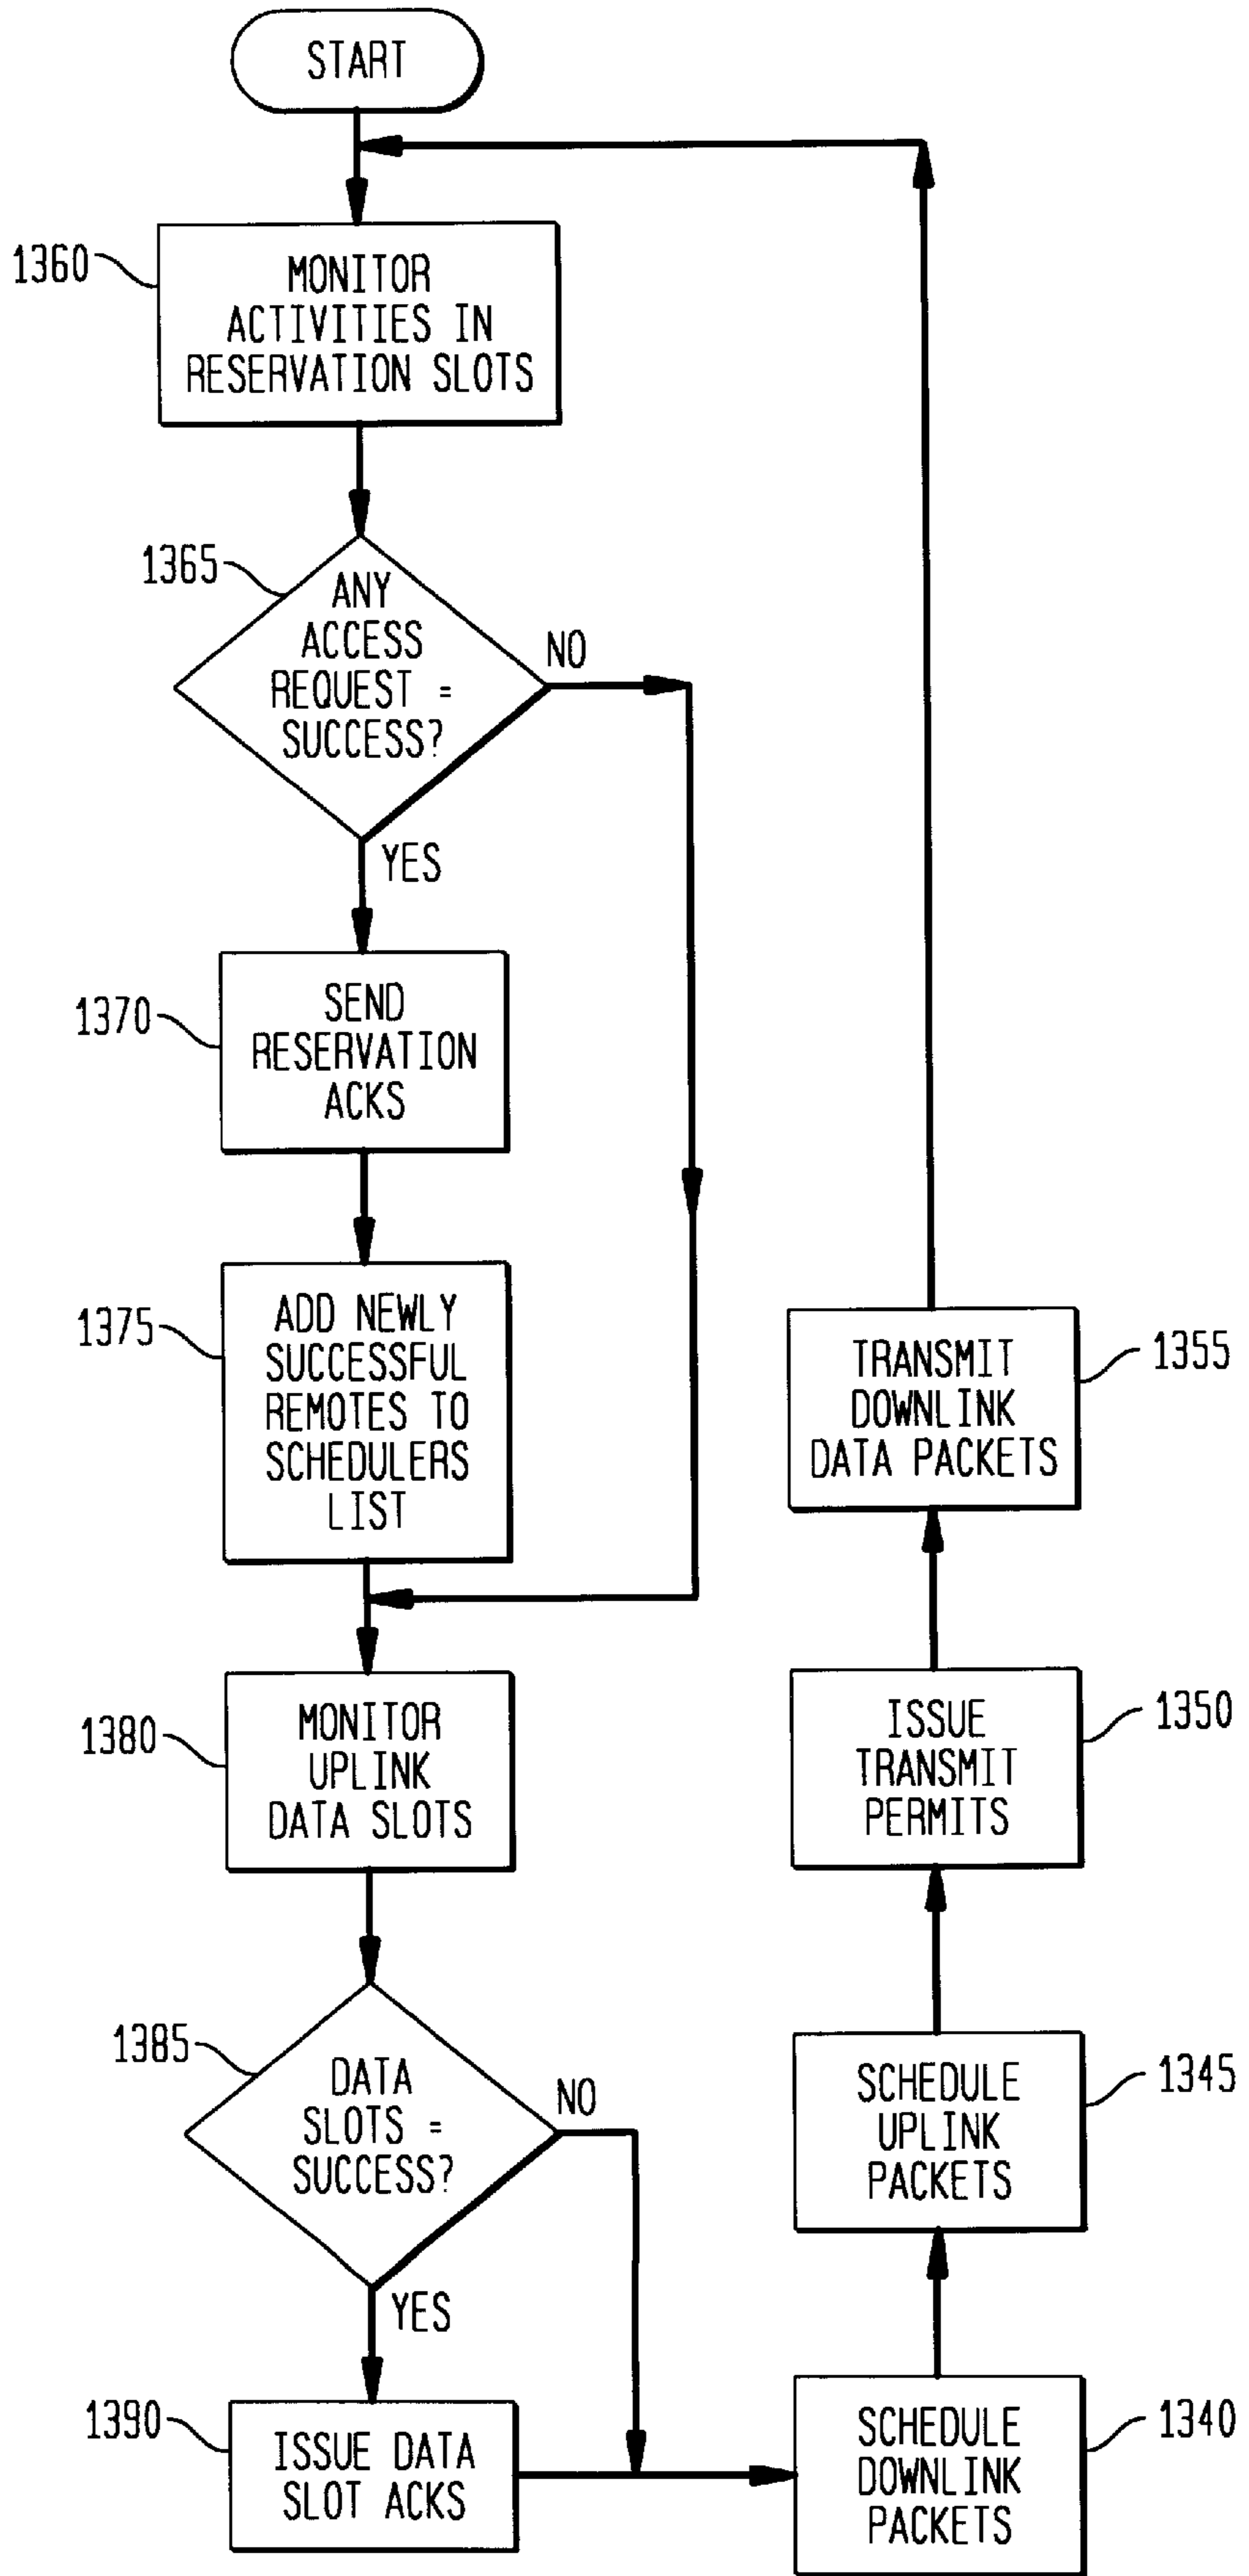 START
1360
MONITOR
ACTIVITIES IN
RESERVATION SLOTS
1365
ANY
ACCESS
REQUEST =
SUCCESS?
NO
YES
1370
SEND
RESERVATION
ACKS
1375
ADD NEWLY
SUCCESSFUL
REMOTES TO
SCHEDULERS
LIST
1380
MONITOR
UPLINK
DATA SLOTS
1385
DATA
SLOTS =
SUCCESS?
NO
YES
1390
ISSUE DATA
SLOT ACKS
SCHEDULE
DOWNLINK
PACKETS
1340
SCHEDULE
UPLINK
PACKETS
1345
ISSUE
TRANSMIT
PERMITS
1350
TRANSMIT
DOWNLINK
DATA PACKETS
1355